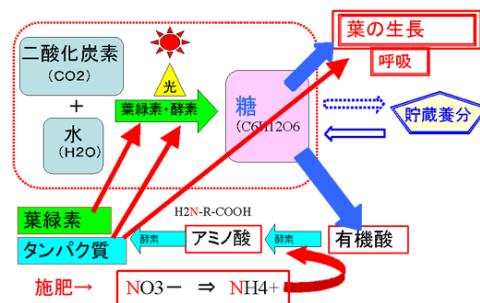 葉の生長
呼吸
二酸化炭素
(CO2)
+
水
(H2O)
光
葉緑素・酵素
糖
(C6H12O6
貯蔵養分
葉緑素
タンパク質
H2N-R-COOH
酵素
アミノ酸
酵素
有機酸
施肥→
NO3− ⇒ NH4+